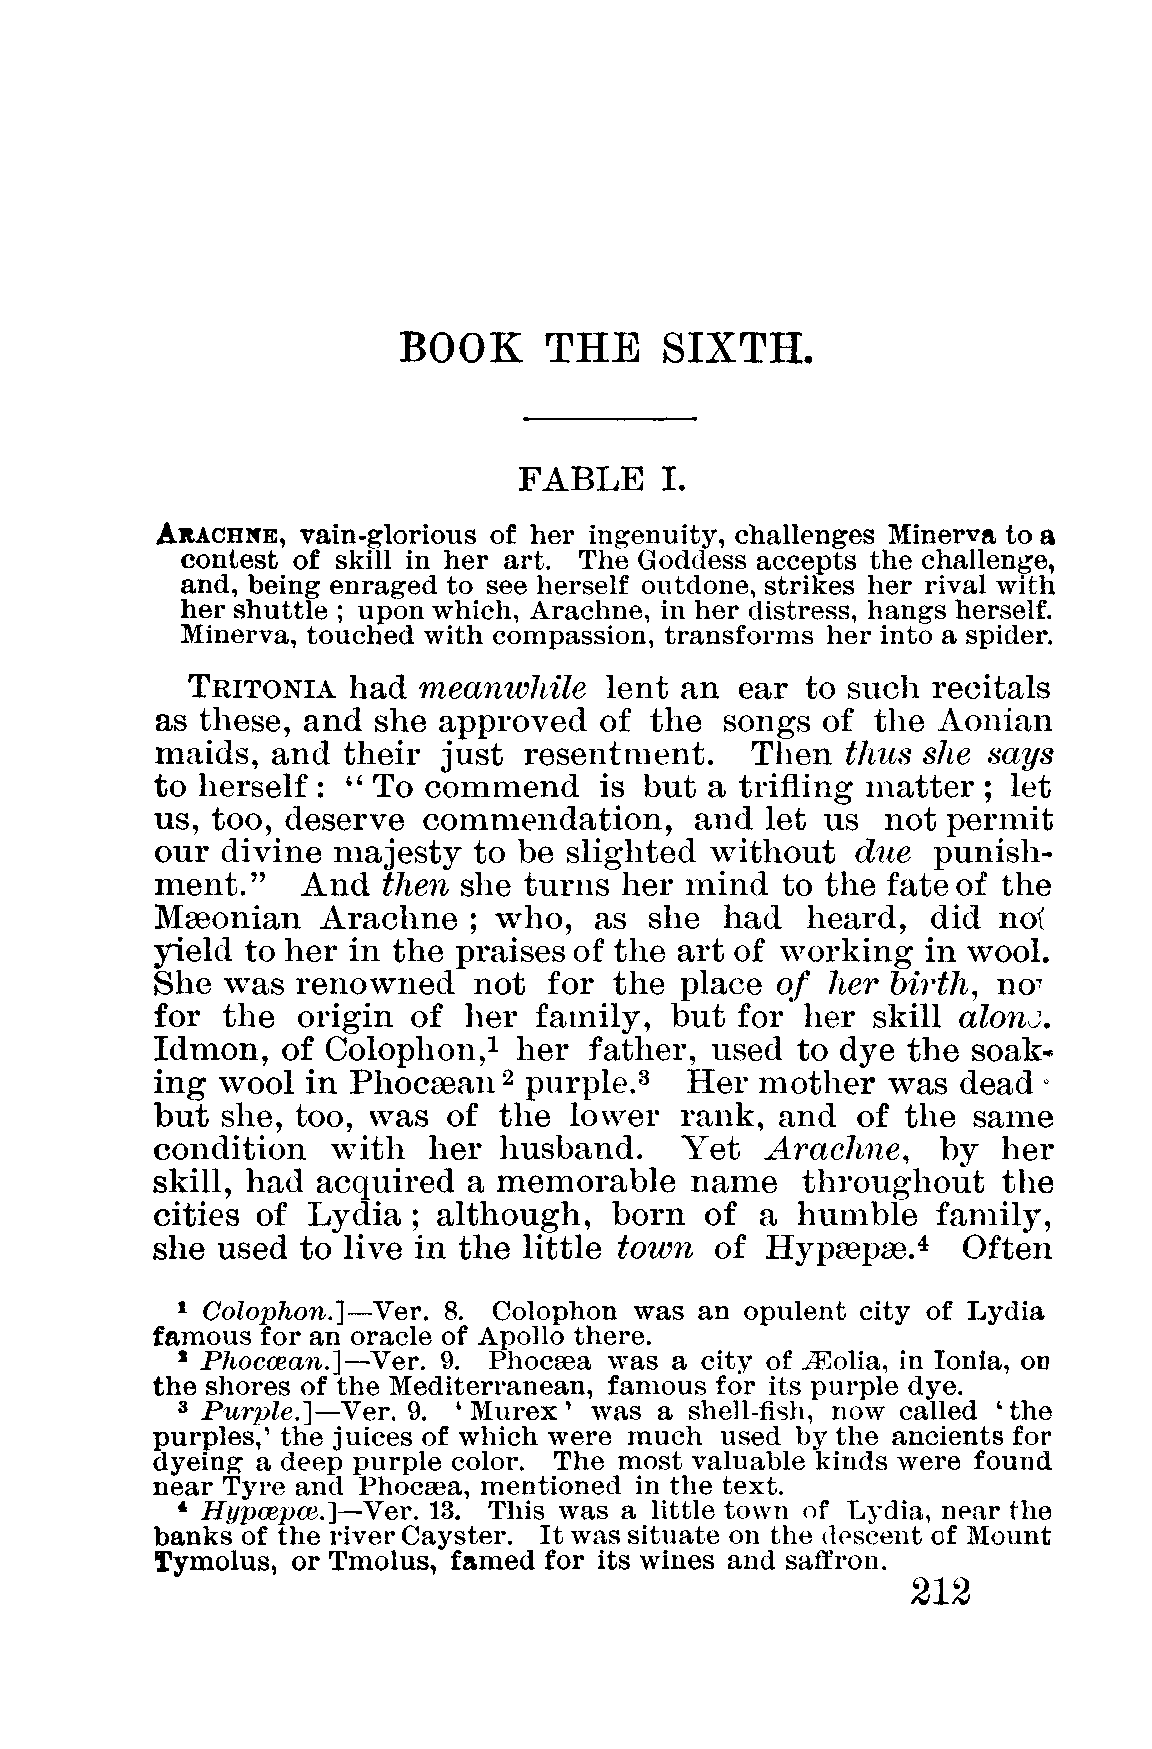 BOOK THE SIXTH.
FABLE I.
ARACHNE, vain-glorious of her ingenuity, challenges Minerva to a
contest of skill in her art. The Goddess accepts the challenge,
and, being enraged to see herself outdone, strikes her rival with
her shuttle ; upon which, Arachne, in her distress, hangs herself.
Minerva, touched with compassion, transforms her into a spider.
TRITONIA had meanwhile lent an ear to such recitals
as these, and she approved of the songs of the Aonian
maids, and their just resentment. Then thus she says
to herself : “ To commend is but a trifling matter ; let
us, too, deserve commendation, and let us not permit
our divine majesty to be slighted without due punish-
ment.” And then she turns her mind to the fate of the
Mæonian Arachne ; who, as she had heard, did not
yield to her in the praises of the art of working in wool.
She was renowned not for the place of her birth, nor
for the origin of her family, but for her skill alone.
Idmon, of Colophon,¹ her father, used to dye the soak-
ing wool in Phocæan ² purple.³ Her mother was dead
but she, too, was of the lower rank, and of the same
condition with her husband. Yet Arachne, by her
skill, had acquired a memorable name throughout the
cities of Lydia ; although, born of a humble family,
she used to live in the little town of Hypæpæ.⁴ Often
¹ Colophon.]—Ver. 8. Colophon was an opulent city of Lydia
famous for an oracle of Apollo there.
² Phocæan.]—Ver. 9. Phocæa was a city of Æolia, in Ionia, on
the shores of the Mediterranean, famous for its purple dye.
³ Purple.]—Ver. 9. ‘ Murex ’ was a shell-fish, now called ‘ the
purples,’ the juices of which were much used by the ancients for
dyeing a deep purple color. The most valuable kinds were found
near Tyre and Phocæa, mentioned in the text.
⁴ Hypæpæ.]—Ver. 13. This was a little town of Lydia, near the
banks of the river Cayster. It was situate on the descent of Mount
Tymolus, or Tmolus, famed for its wines and saffron.
212